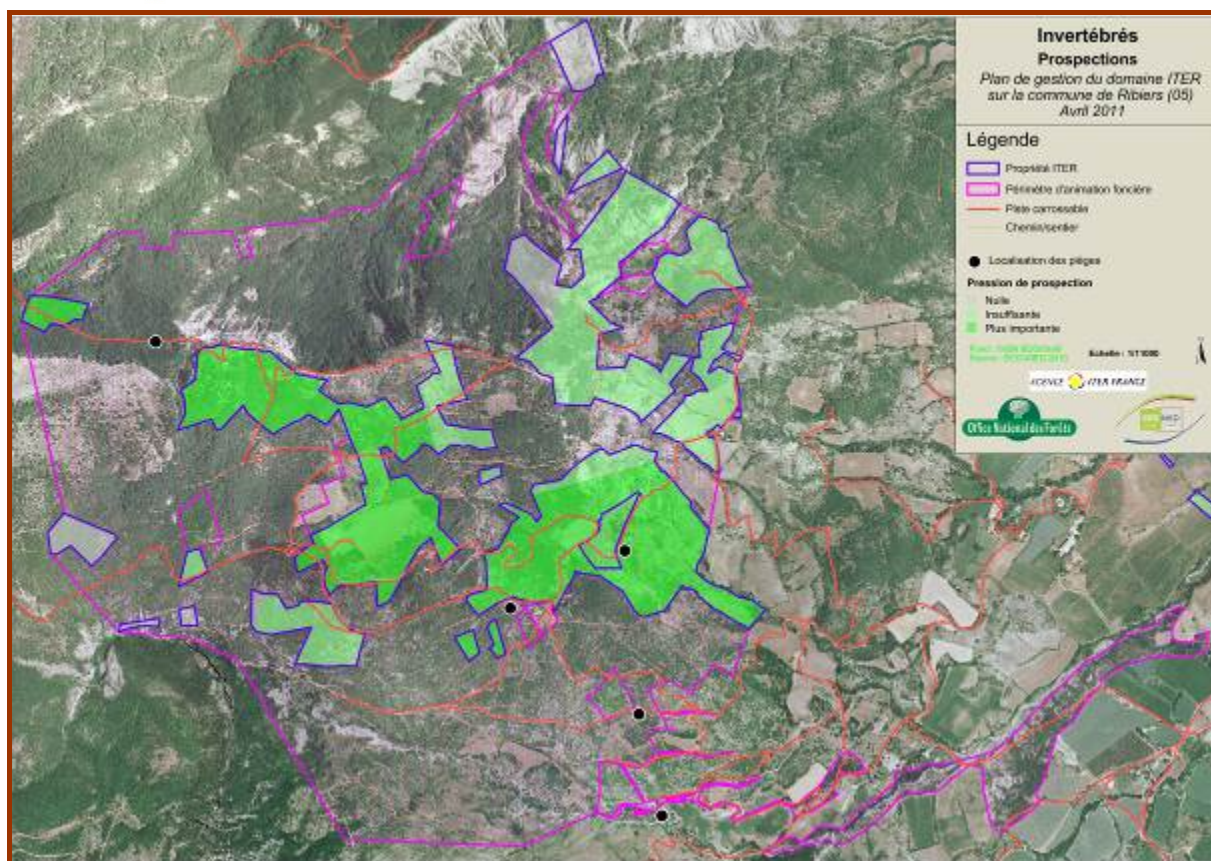 Invertébrés
Prospections
Plan de gestion du domaine ITER
sur la commune de Ribiers (05)
Avril 2011
Légende
Propriété ITER
Périmètre d'animation foncière
Piste carrossable
Chemin/sentier
Localisation des pièges
Pression de prospection
Nulle
Insuffisante
Plus importante
Echelle : 1/11000
AGENCE ITER FRANCE
Office National des Forêts